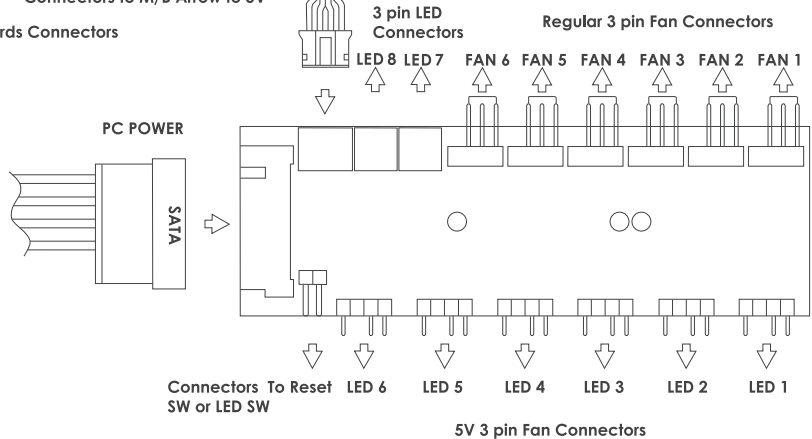 Connectors to M/B Arrow to 5V
rds Connectors
3 pin LED
Connectors
LED 8 LED 7
Regular 3 pin Fan Connectors
FAN 6 FAN 5 FAN 4 FAN 3 FAN 2 FAN 1
PC POWER
SATA
Connectors To Reset
SW or LED SW
LED 6 LED 5 LED 4 LED 3 LED 2 LED 1
5V 3 pin Fan Connectors